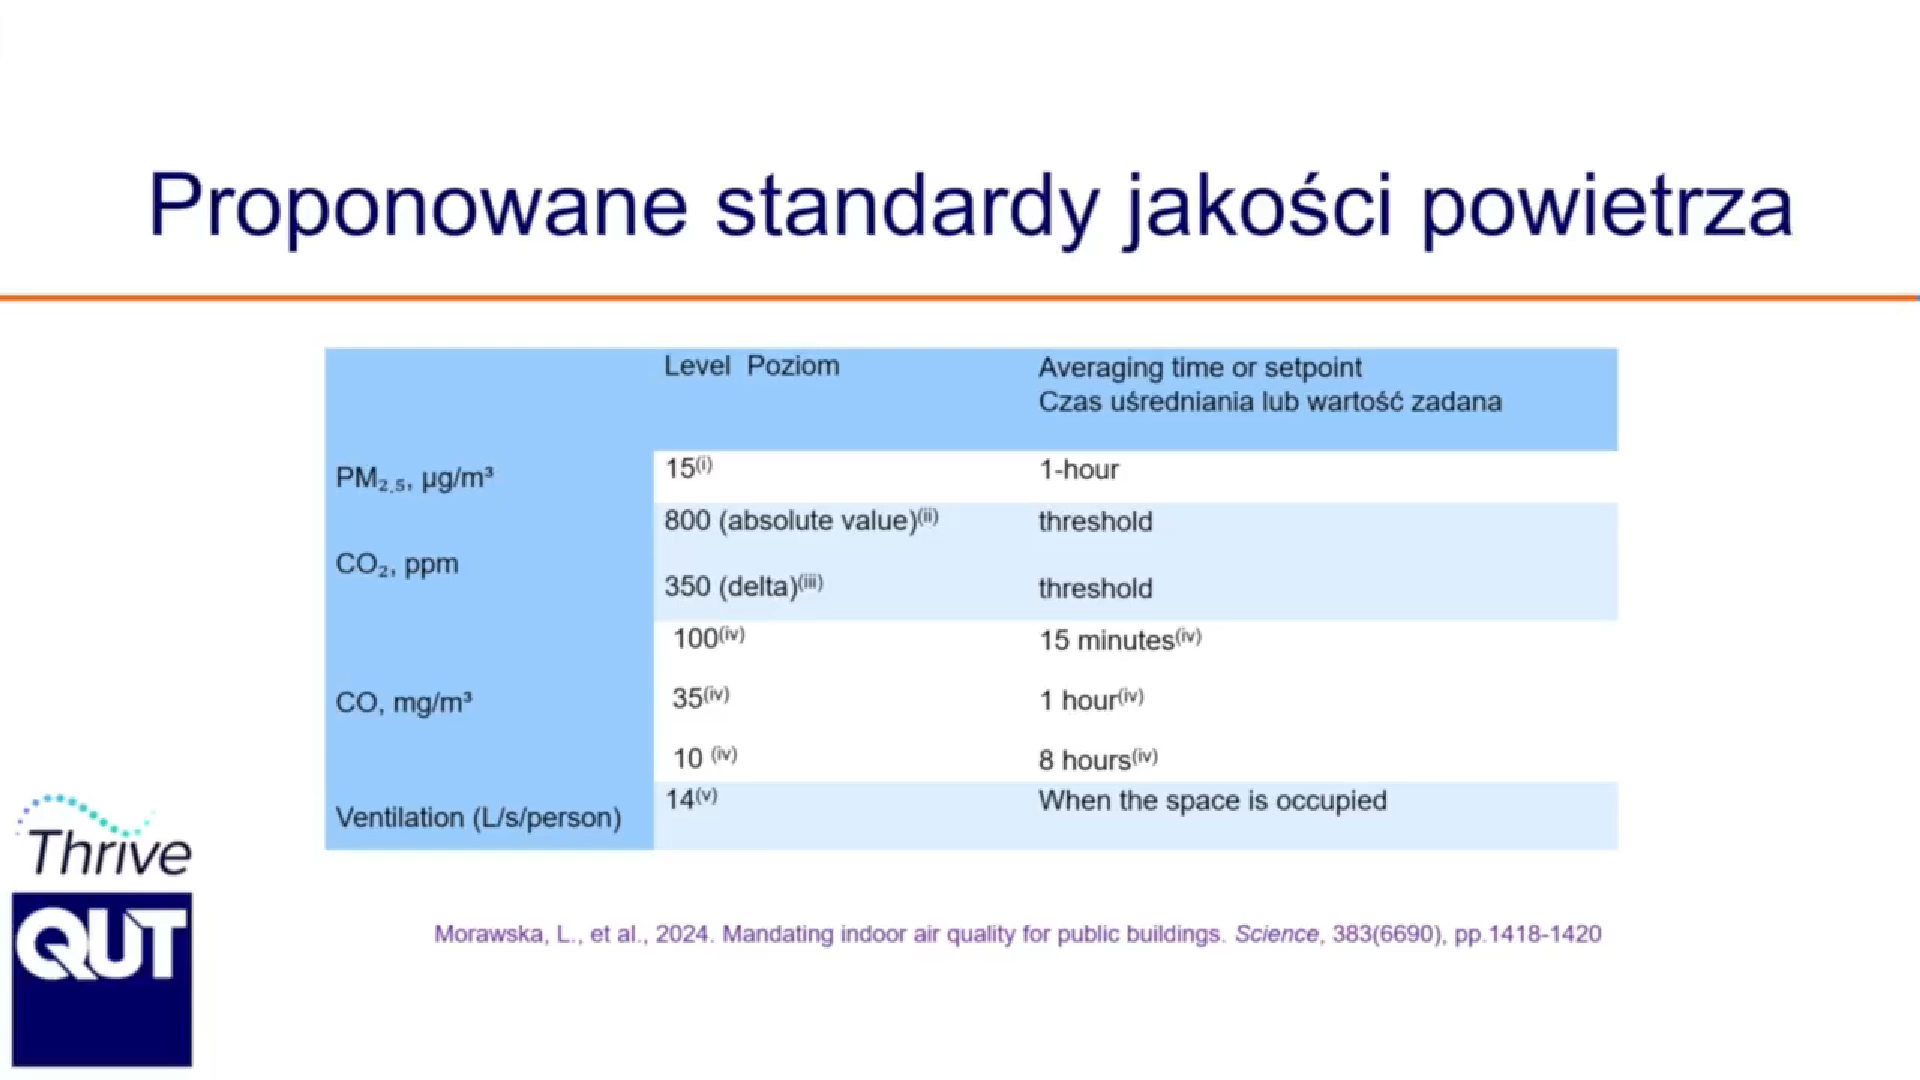 Proponowane standardy jakości powietrza
Level Poziom
Averaging time or setpoint
Czas uśredniania lub wartość zadana
PM₂.₅, µg/m³
15⁽ⁱ⁾
1-hour
CO₂, ppm
800 (absolute value)⁽ⁱⁱ⁾
threshold
350 (delta)⁽ⁱⁱⁱ⁾
threshold
CO, mg/m³
100⁽ⁱᵛ⁾
15 minutes⁽ⁱᵛ⁾
35⁽ⁱᵛ⁾
1 hour⁽ⁱᵛ⁾
10 ⁽ⁱᵛ⁾
8 hours⁽ⁱᵛ⁾
Ventilation (L/s/person)
14⁽ᵛ⁾
When the space is occupied
Thrive
QUT
Morawska, L., et al., 2024. Mandating indoor air quality for public buildings. Science, 383(6690), pp.1418-1420